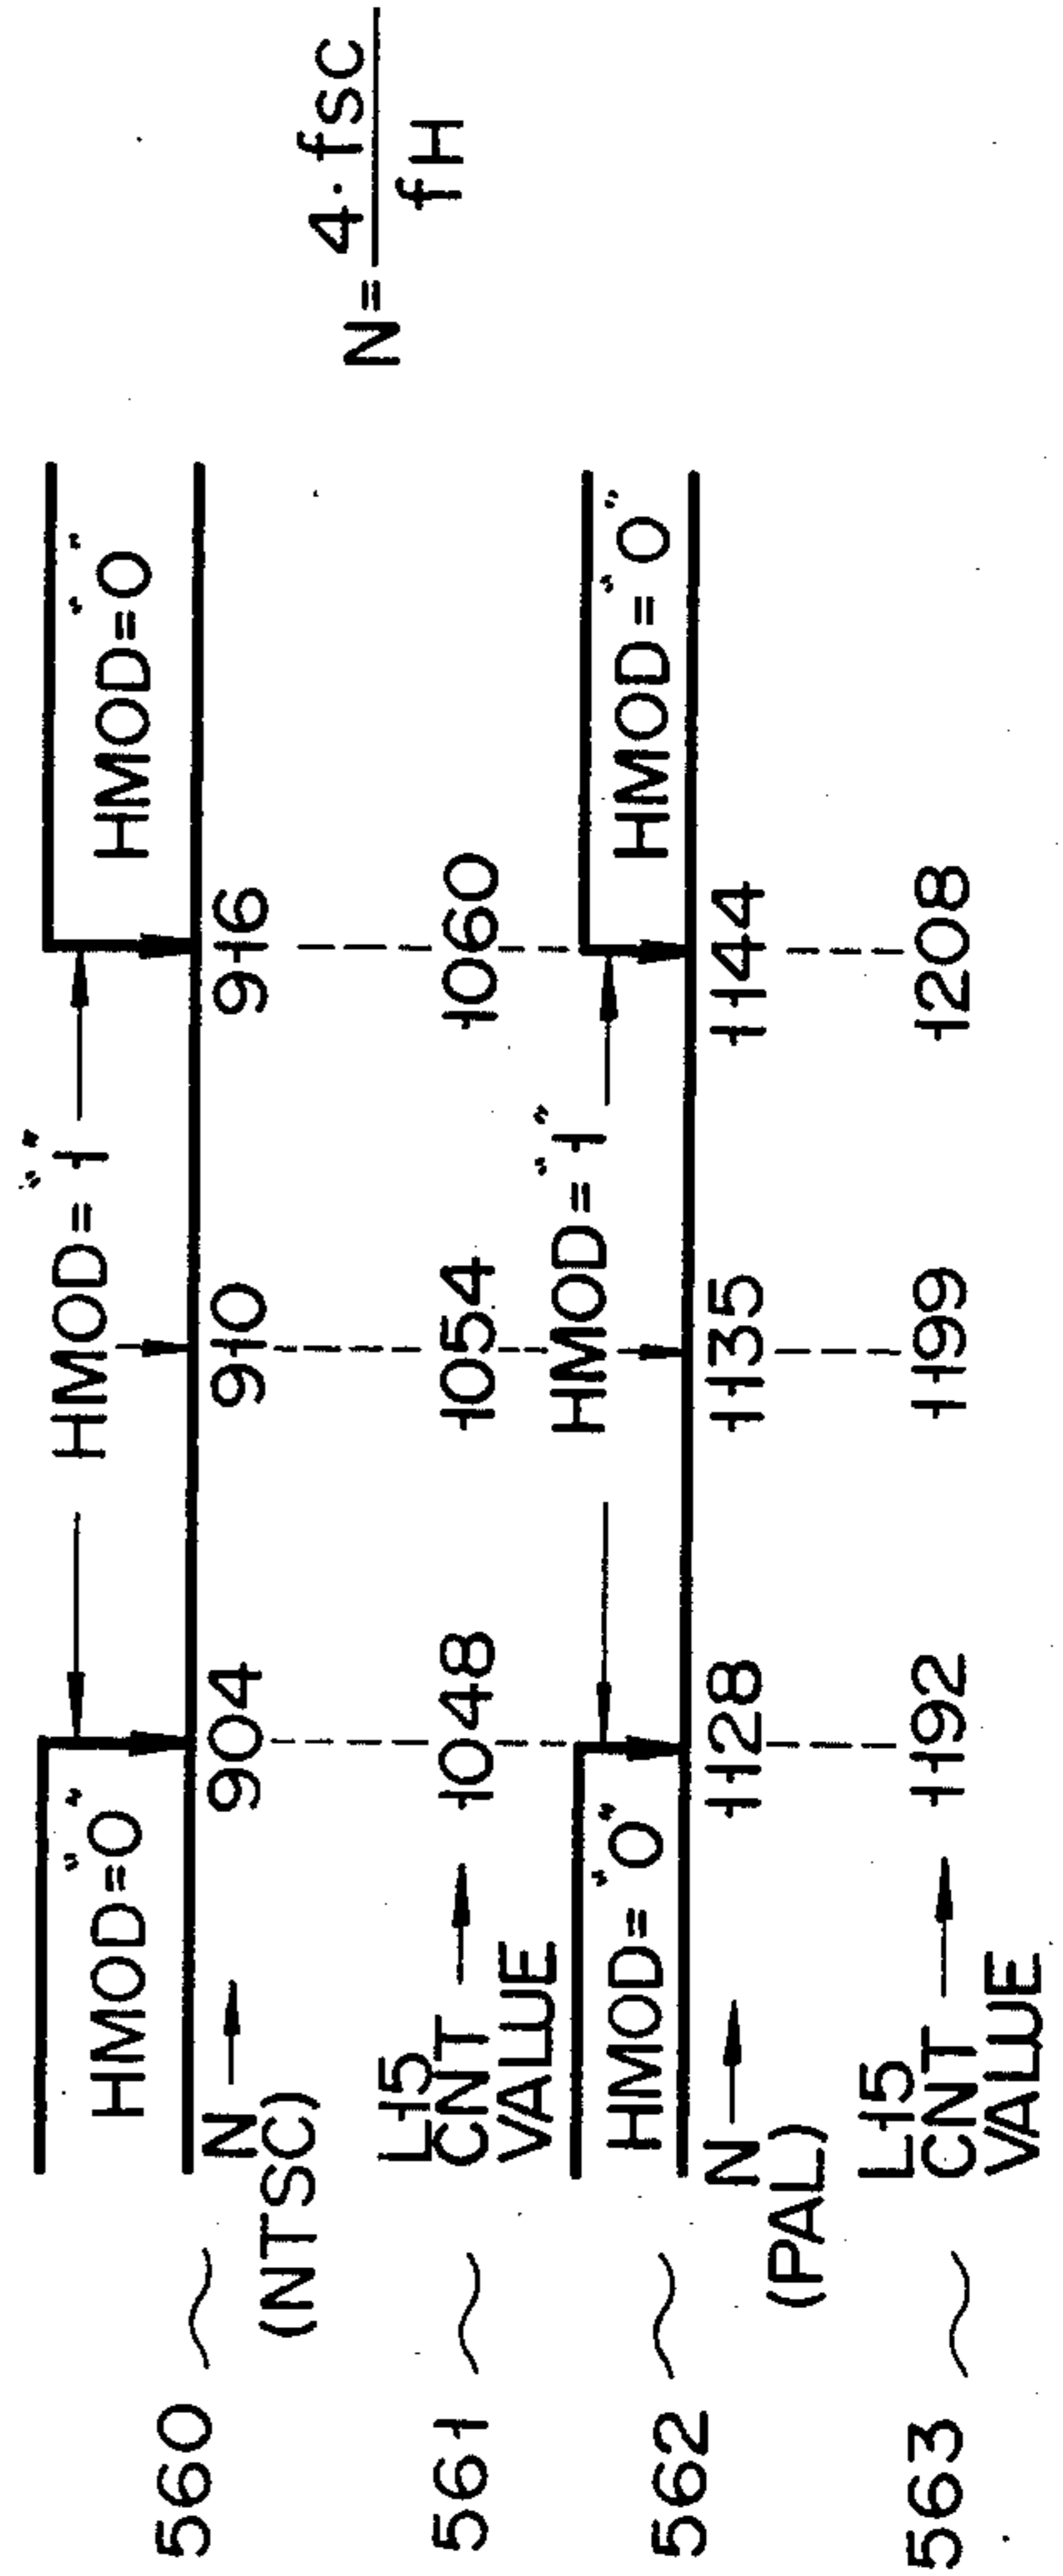 HMOD="0"
HMOD="1"
HMOD="0"
560
N
(NTSC)
904
910
916
N=4·fSC/fH
561
L15
CNT
VALUE
1048
1054
1060
HMOD="0"
HMOD="1"
HMOD="0"
562
N
(PAL)
1128
1135
1144
563
L15
CNT
VALUE
1192
1199
1208